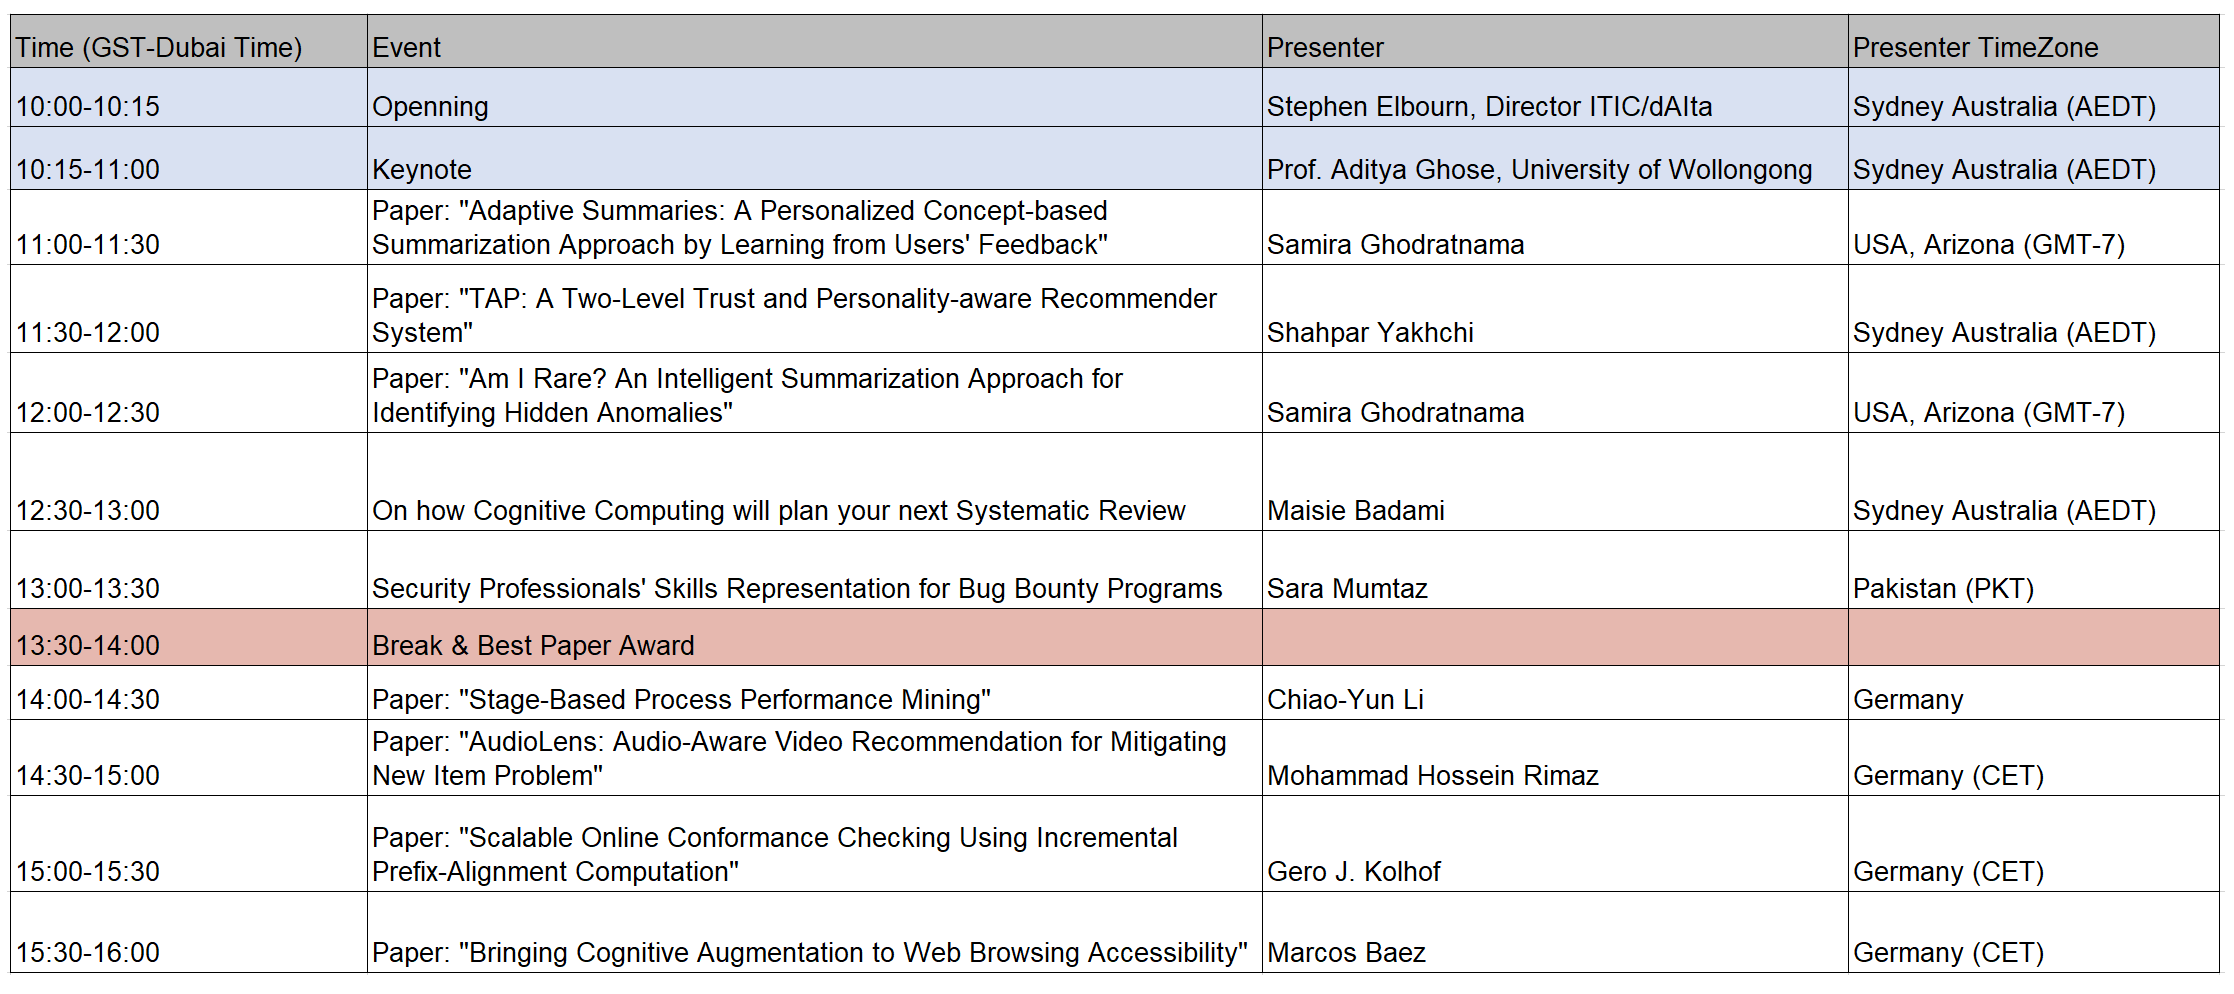 Time (GST-Dubai Time) Event Presenter Presenter TimeZone
10:00-10:15 Openning Stephen Elbourn, Director ITIC/dAIta Sydney Australia (AEDT)
10:15-11:00 Keynote Prof. Aditya Ghose, University of Wollongong Sydney Australia (AEDT)
Paper: "Adaptive Summaries: A Personalized Concept-based
11:00-11:30 Summarization Approach by Learning from Users' Feedback" Samira Ghodratnama USA, Arizona (GMT-7)
Paper: "TAP: A Two-Level Trust and Personality-aware Recommender
11:30-12:00 System" Shahpar Yakhchi Sydney Australia (AEDT)
Paper: "Am I Rare? An Intelligent Summarization Approach for
12:00-12:30 Identifying Hidden Anomalies" Samira Ghodratnama USA, Arizona (GMT-7)
12:30-13:00 On how Cognitive Computing will plan your next Systematic Review Maisie Badami Sydney Australia (AEDT)
13:00-13:30 Security Professionals' Skills Representation for Bug Bounty Programs Sara Mumtaz Pakistan (PKT)
13:30-14:00 Break & Best Paper Award
14:00-14:30 Paper: "Stage-Based Process Performance Mining" Chiao-Yun Li Germany
Paper: "AudioLens: Audio-Aware Video Recommendation for Mitigating
14:30-15:00 New Item Problem" Mohammad Hossein Rimaz Germany (CET)
Paper: "Scalable Online Conformance Checking Using Incremental
15:00-15:30 Prefix-Alignment Computation" Gero J. Kolhof Germany (CET)
15:30-16:00 Paper: "Bringing Cognitive Augmentation to Web Browsing Accessibility" Marcos Baez Germany (CET)